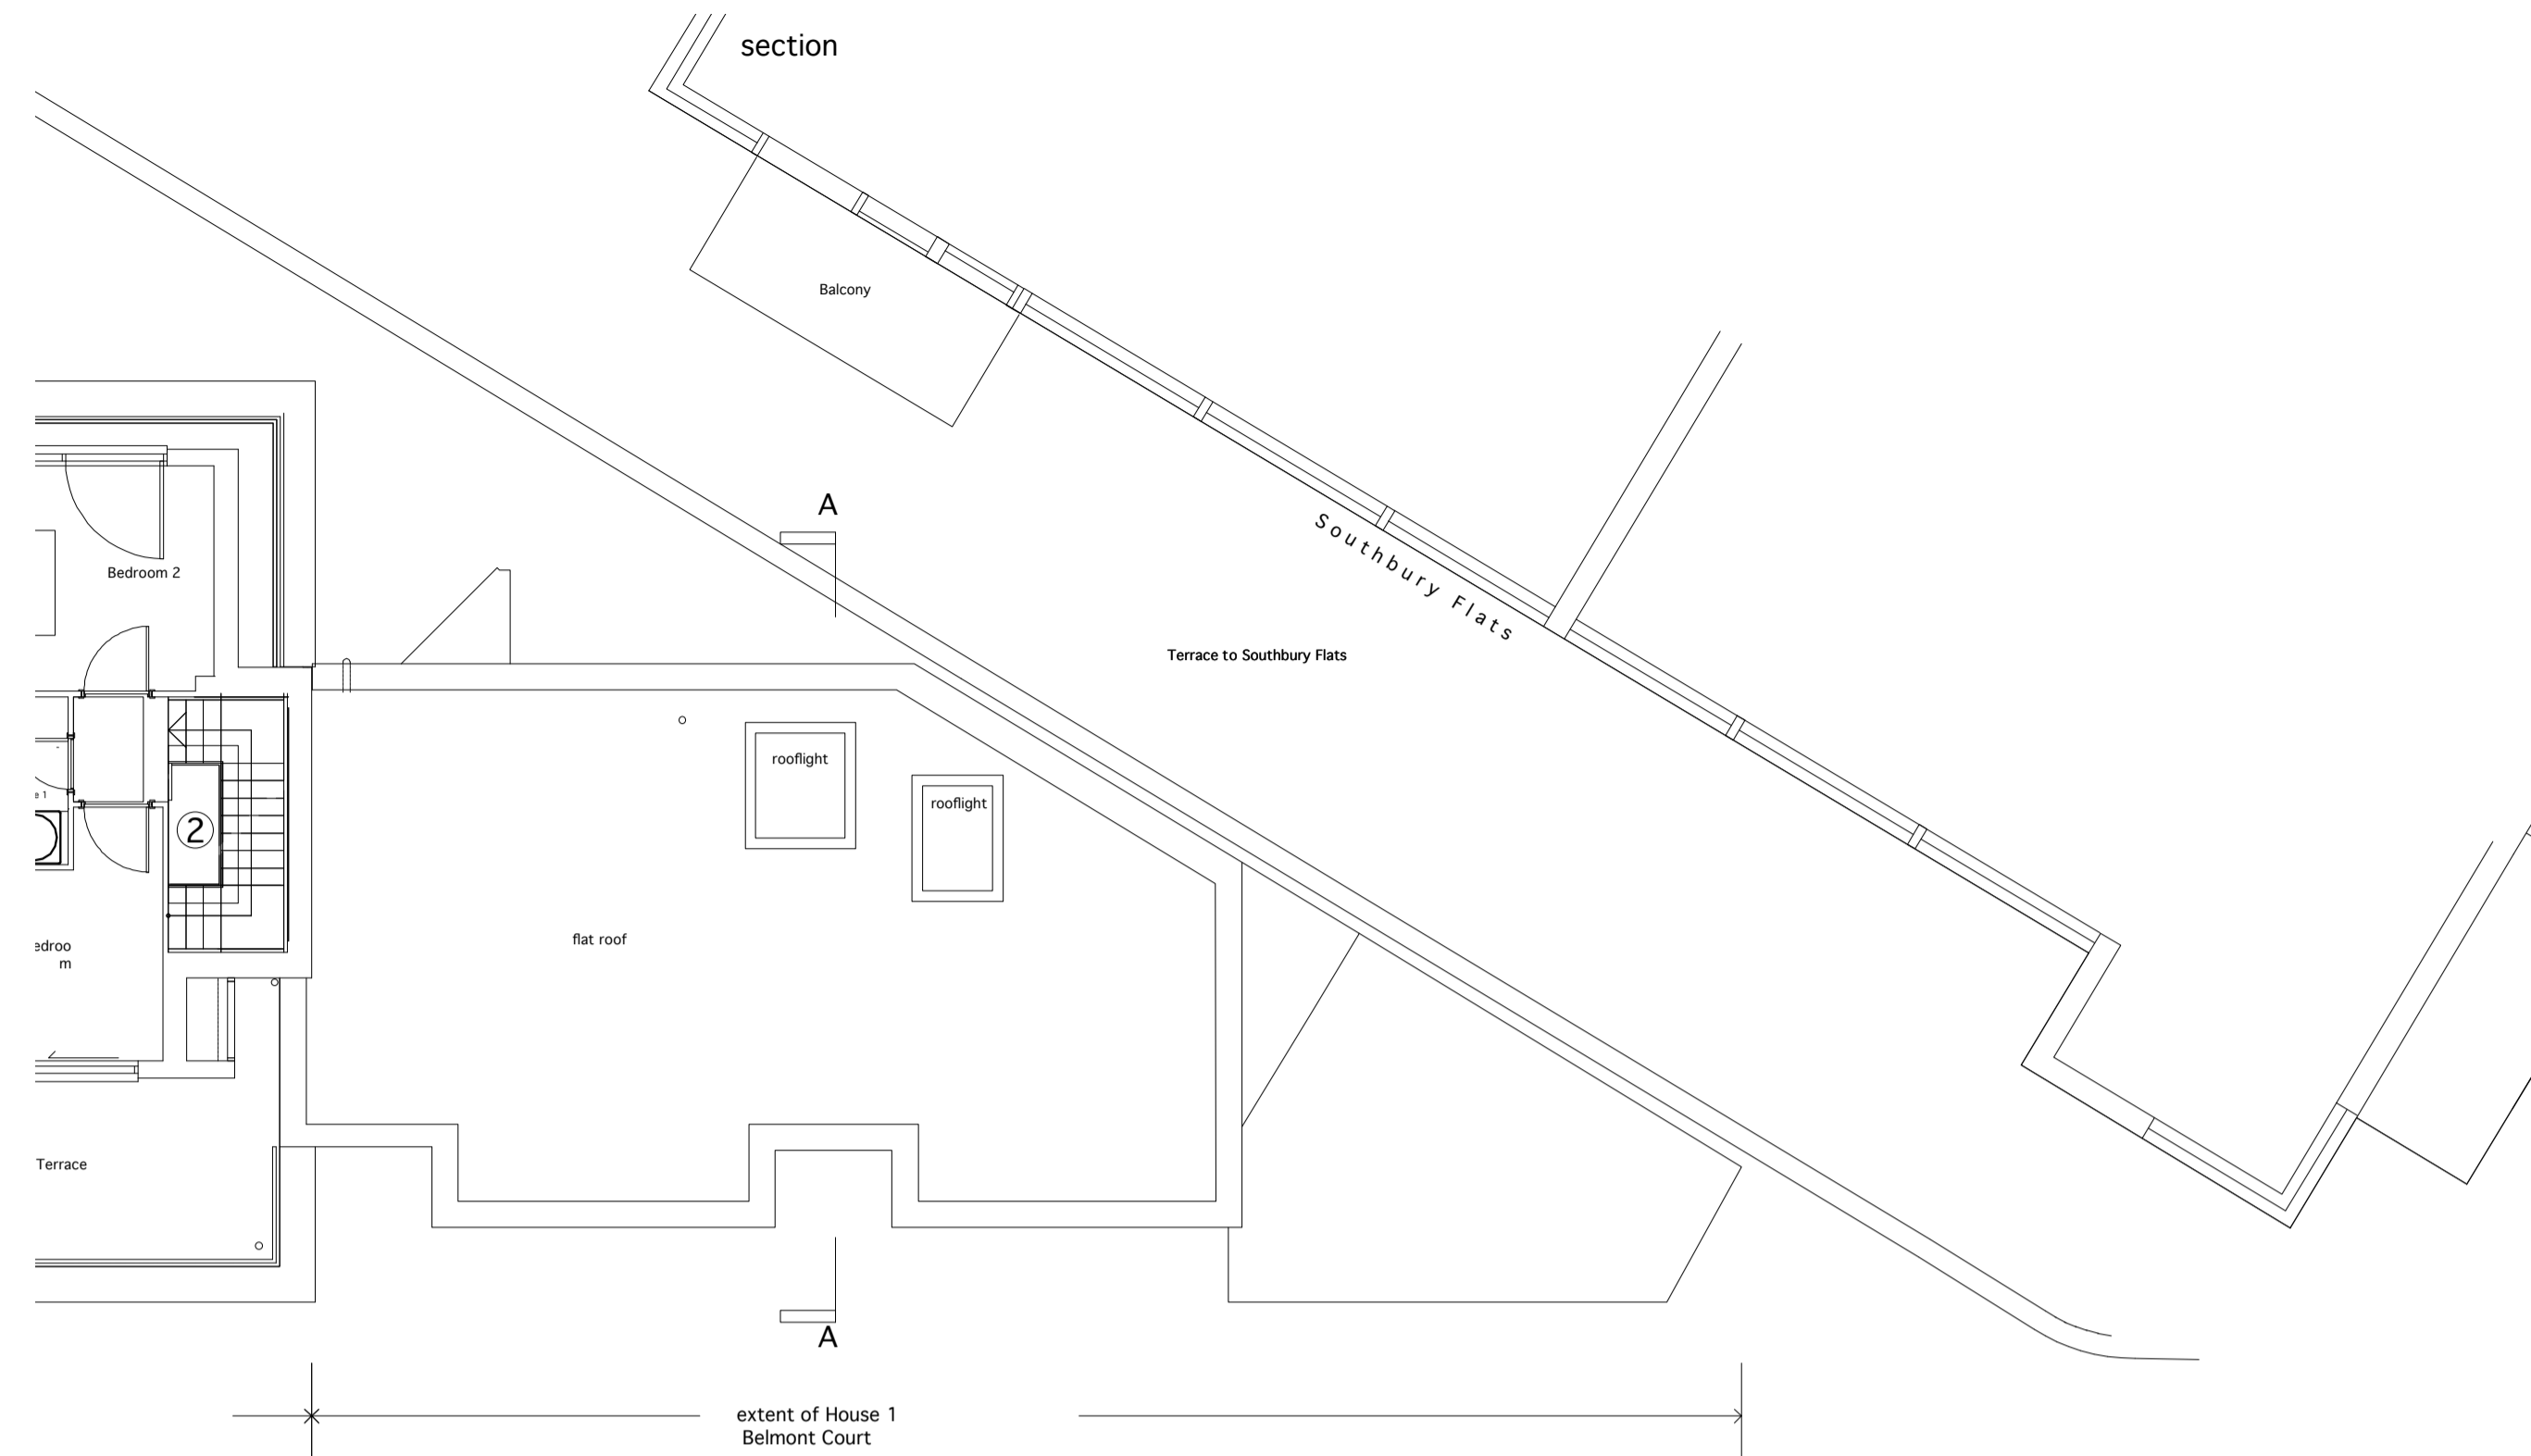 section
Balcony
A
Southbury Flats
Bedroom 2
Terrace to Southbury Flats
rooflight
rooflight
e 1
2
flat roof
edroo
m
Terrace
A
extent of House 1
Belmont Court